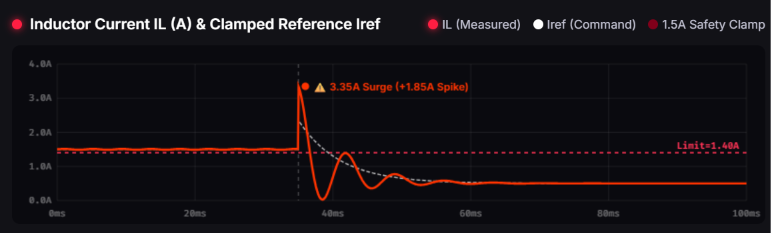 Inductor Current IL (A) & Clamped Reference Iref
IL (Measured) Iref (Command) 1.5A Safety Clamp
4.0A
⚠ 3.35A Surge (+1.85A Spike)
3.0A
2.0A
Limit=1.40A
1.0A
0.0A
0ms 20ms 40ms 60ms 80ms 100ms